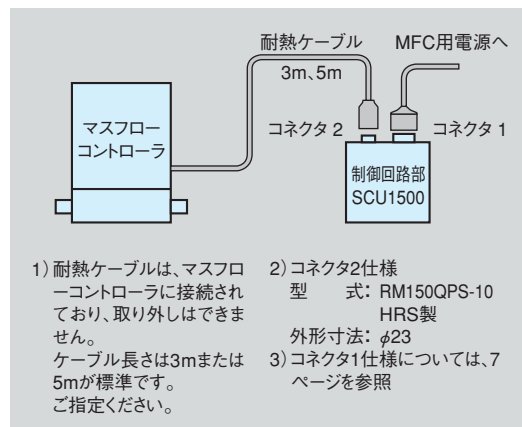 耐熱ケーブル
3m、5m
MFC用電源へ
コネクタ 2
コネクタ 1
マスフロー
コントローラ
制御回路部
SCU1500
1）耐熱ケーブルは、マスフロ
ーコントローラに接続され
ており、取り外しはできま
せん。
ケーブル長さは3mまたは
5mが標準です。
ご指定ください。
2）コネクタ2仕様
型　　式：RM150QPS-10
HRS製
外形寸法：φ23
3）コネクタ1仕様については、7
ページを参照